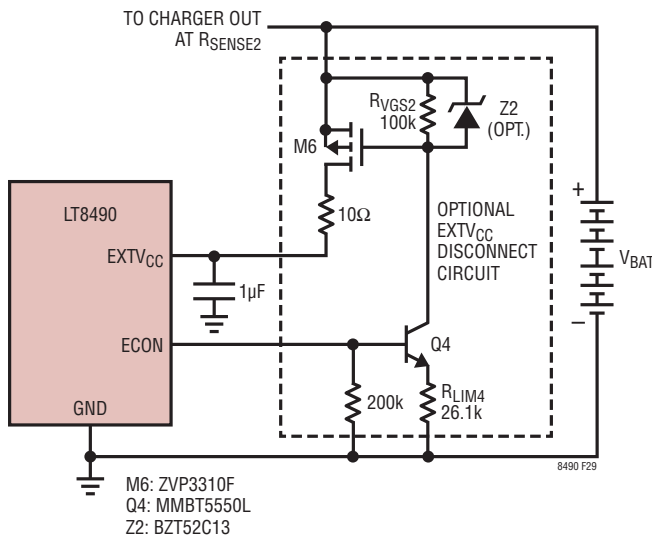 TO CHARGER OUT
AT RSENSE2
RVGS2
100k
Z2
(OPT.)
M6
LT8490
10Ω
OPTIONAL
EXTVCC
DISCONNECT
CIRCUIT
+
VBAT
EXTVCC
1µF
–
ECON
Q4
200k
RLIM4
26.1k
GND
8490 F29
M6: ZVP3310F
Q4: MMBT5550L
Z2: BZT52C13